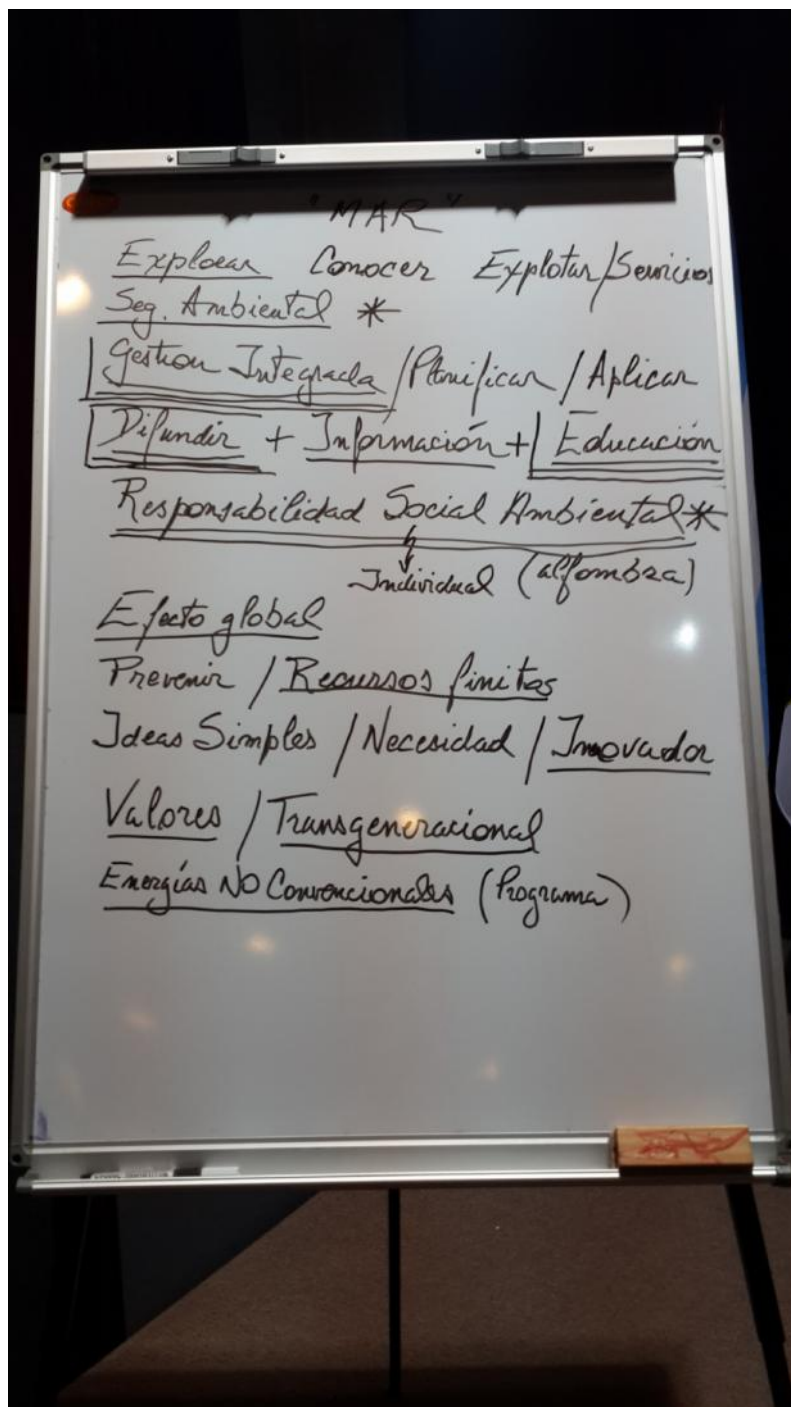 "MAR"
Explorar Conocer Explotar/Servicios
Seg. Ambiental *
Gestion Integrada / Planificar / Aplicar
Difundir + Información + Educación
Responsabilidad Social Ambiental *
Individual (alfombra)
Efecto global
Prevenir / Recursos finitos
Ideas Simples / Necesidad / Inovador
Valores / Transgeneracional
Energías NO Convencionales (Programa)